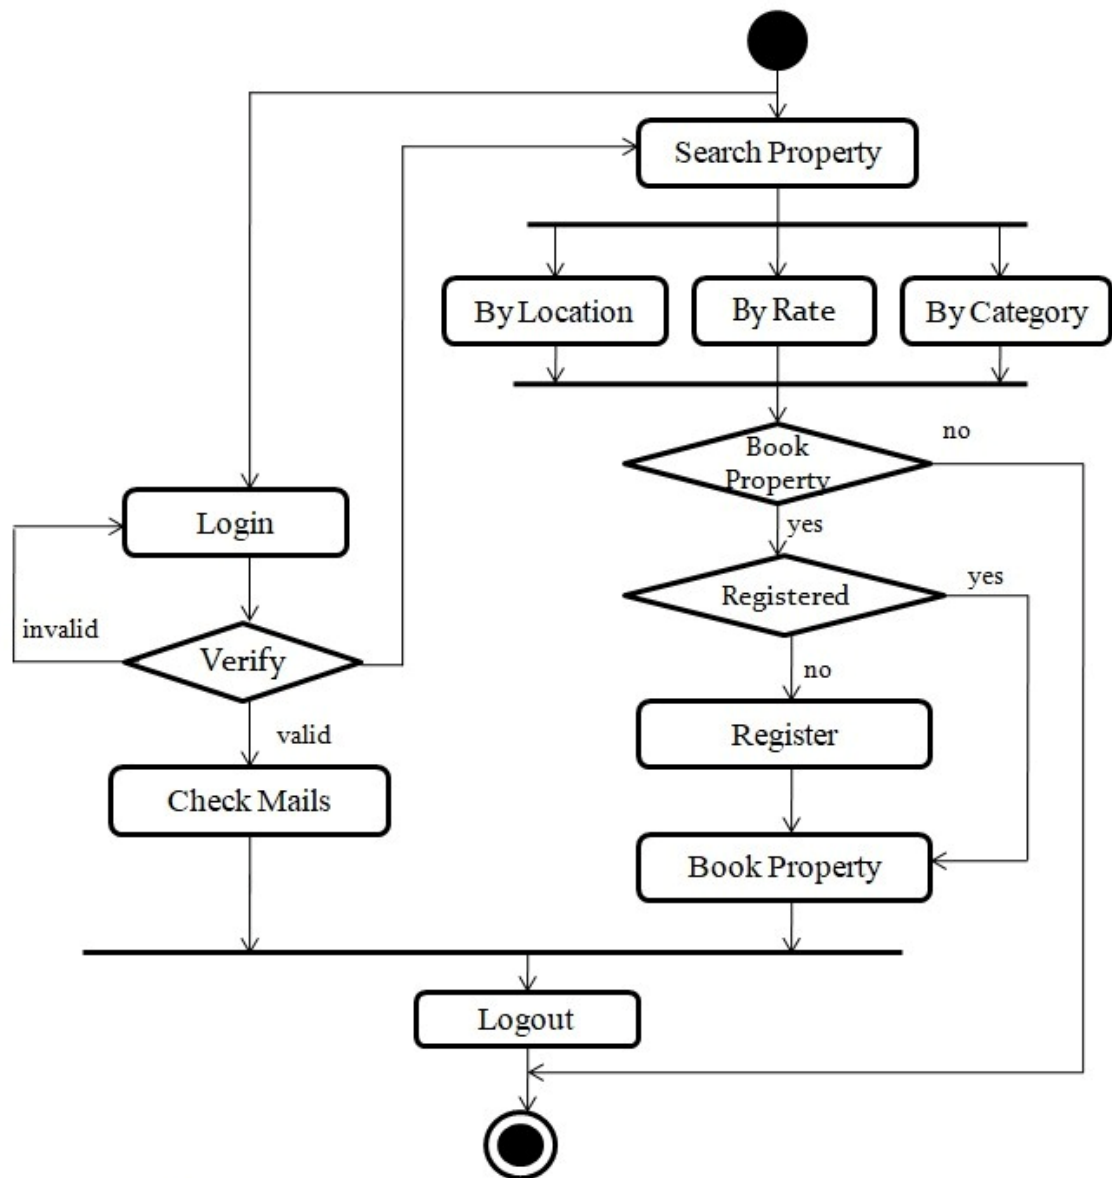 Search Property
By Location
By Rate
By Category
Book
Property
no
yes
Login
Registered
yes
invalid
Verify
no
valid
Register
Check Mails
Book Property
Logout